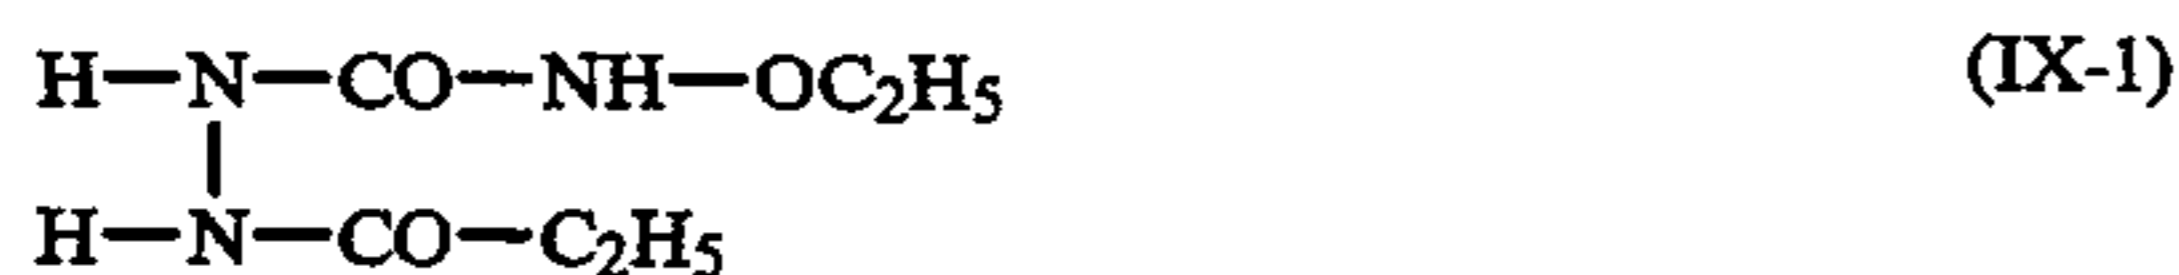 H—N—CO—NH—OC₂H₅ (IX-1)
H—N—CO—C₂H₅